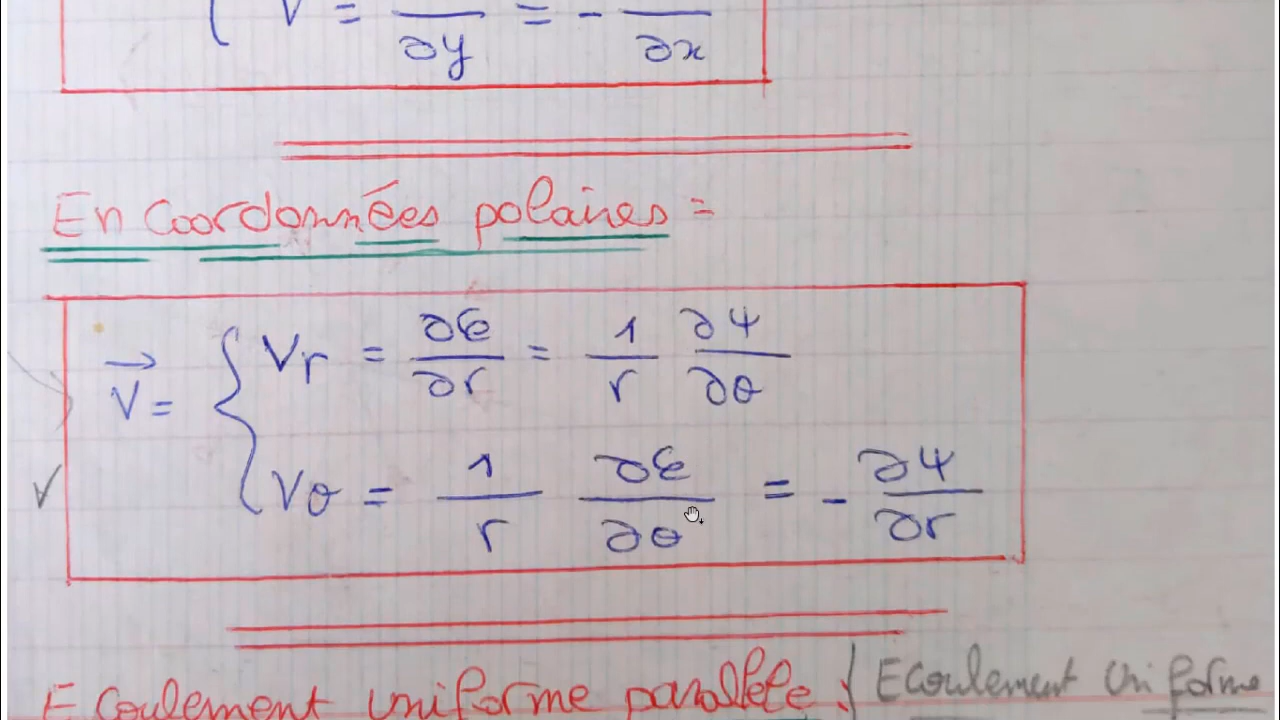 V = ∂y = - ∂x
En Coordonnées polaires =
V⃗ = { Vr = ∂ϕ/∂r = 1/r ∂ψ/∂θ
Vθ = 1/r ∂ϕ/∂θ = - ∂ψ/∂r
Ecoulement uniforme parallèle : { Ecoulement Uniforme